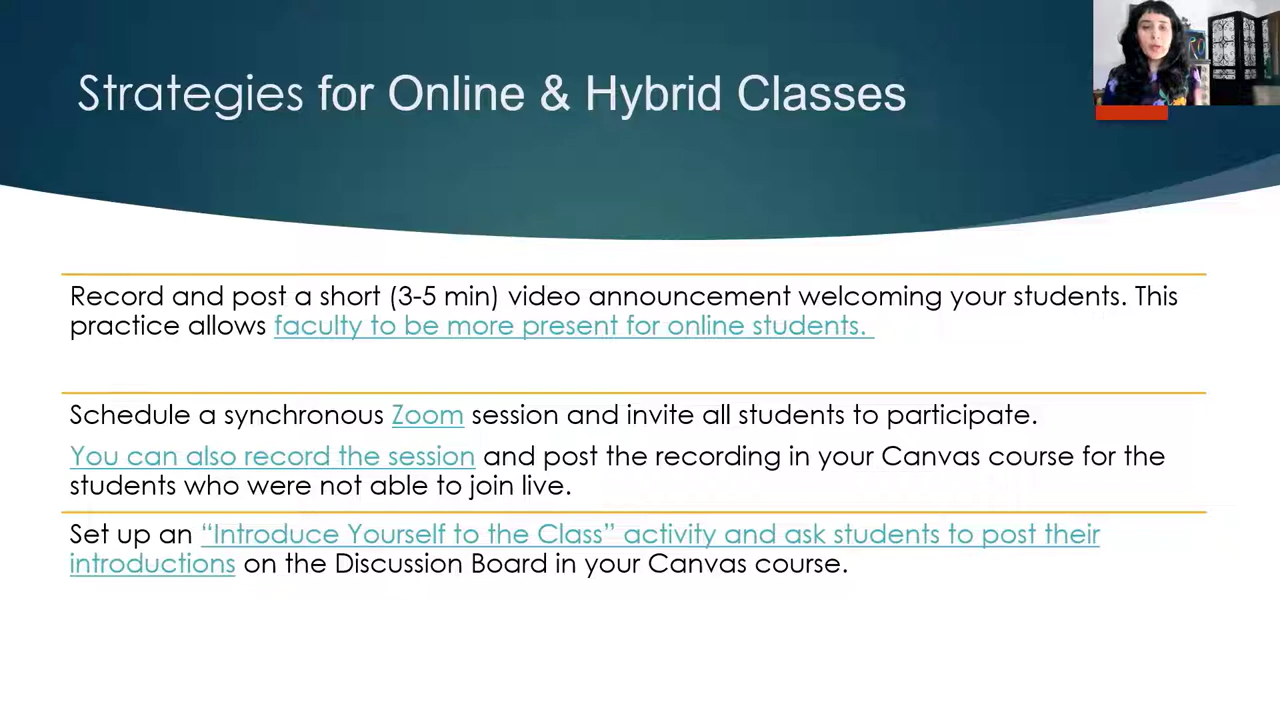 Strategies for Online & Hybrid Classes
Record and post a short (3-5 min) video announcement welcoming your students. This
practice allows faculty to be more present for online students.
Schedule a synchronous Zoom session and invite all students to participate.
You can also record the session and post the recording in your Canvas course for the
students who were not able to join live.
Set up an “Introduce Yourself to the Class” activity and ask students to post their
introductions on the Discussion Board in your Canvas course.